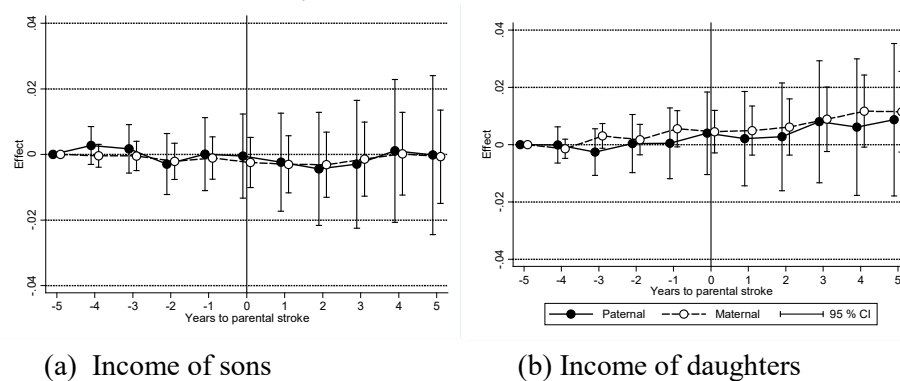 .04
.02
0
-.02
-.04
Effect
-5 -4 -3 -2 -1 0 1 2 3 4 5
Years to parental stroke
(a) Income of sons
.04
.02
0
-.02
-.04
Effect
-5 -4 -3 -2 -1 0 1 2 3 4 5
Years to parental stroke
Paternal Maternal 95 % CI
(b) Income of daughters